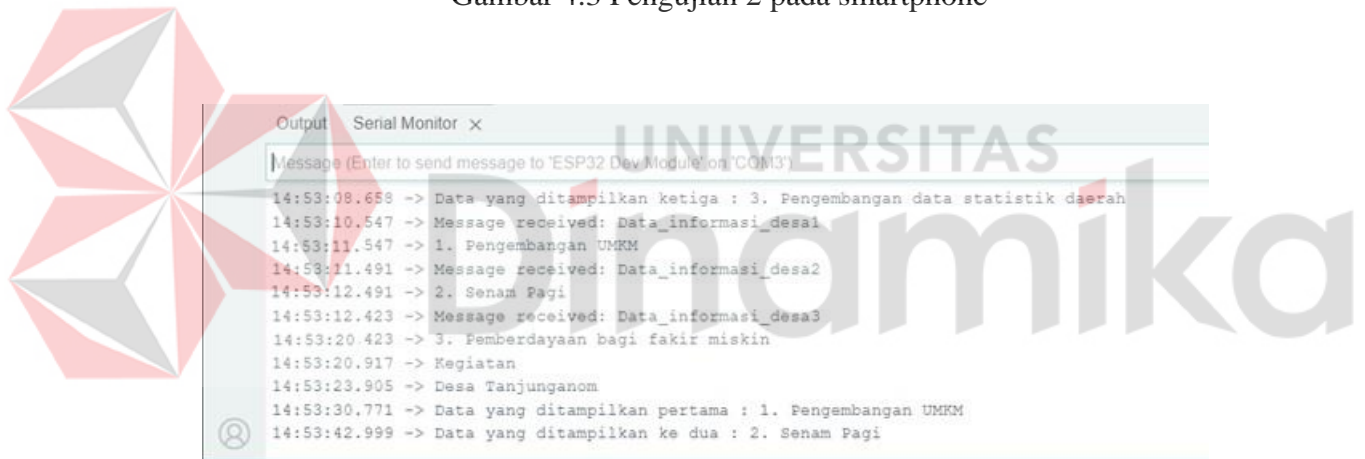 Gambar 4.5 Pengujian 2 pada smartphone
UNIVERSITAS
Dinamika
Output Serial Monitor ×
Message (Enter to send message to 'ESP32 Dev Module' on 'COM3')
14:53:08.658 -> Data yang ditampilkan ketiga : 3. Pengembangan data statistik daerah
14:53:10.547 -> Message received: Data_informasi_desa1
14:53:11.547 -> 1. Pengembangan UMKM
14:53:11.491 -> Message received: Data_informasi_desa2
14:53:12.491 -> 2. Senam Pagi
14:53:12.423 -> Message received: Data_informasi_desa3
14:53:20.423 -> 3. Pemberdayaan bagi fakir miskin
14:53:20.917 -> Kegiatan
14:53:23.905 -> Desa Tanjunganom
14:53:30.771 -> Data yang ditampilkan pertama : 1. Pengembangan UMKM
14:53:42.999 -> Data yang ditampilkan ke dua : 2. Senam Pagi